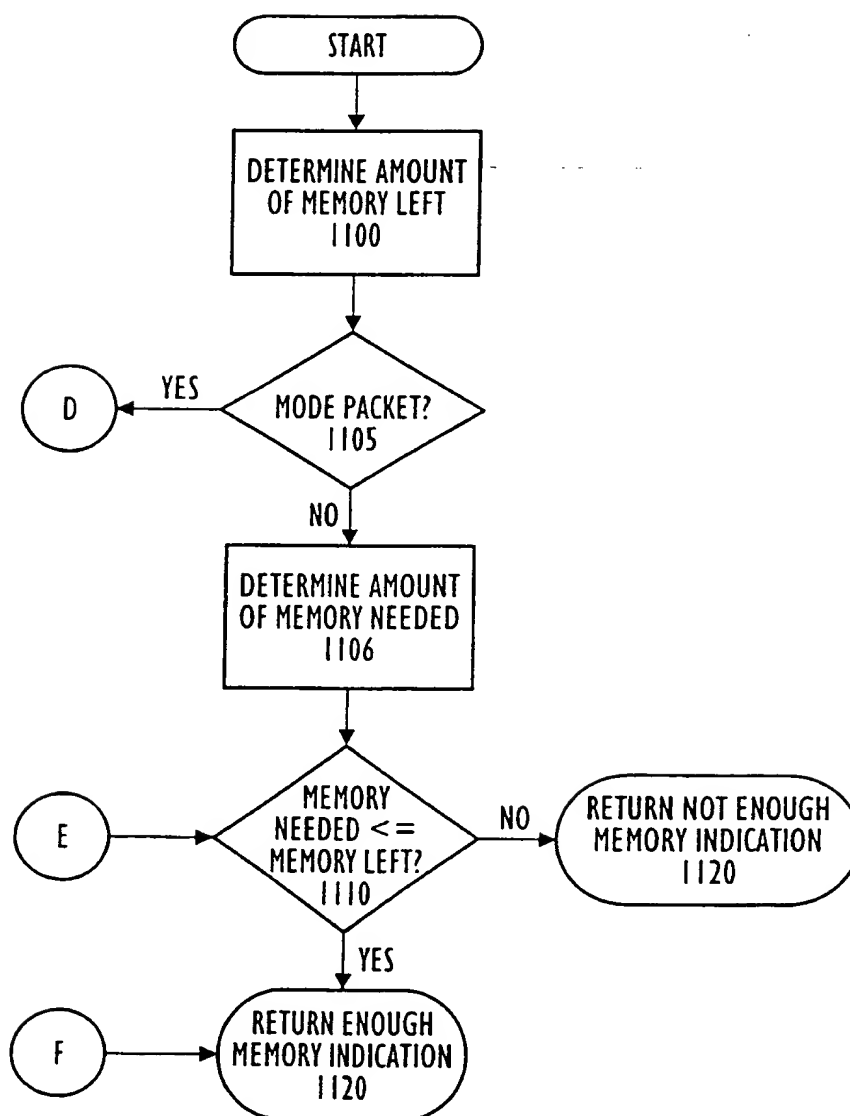 START
DETERMINE AMOUNT
OF MEMORY LEFT
1100
YES
D
MODE PACKET?
1105
NO
DETERMINE AMOUNT
OF MEMORY NEEDED
1106
E
MEMORY
NEEDED <=
MEMORY LEFT?
1110
NO
RETURN NOT ENOUGH
MEMORY INDICATION
1120
YES
F
RETURN ENOUGH
MEMORY INDICATION
1120